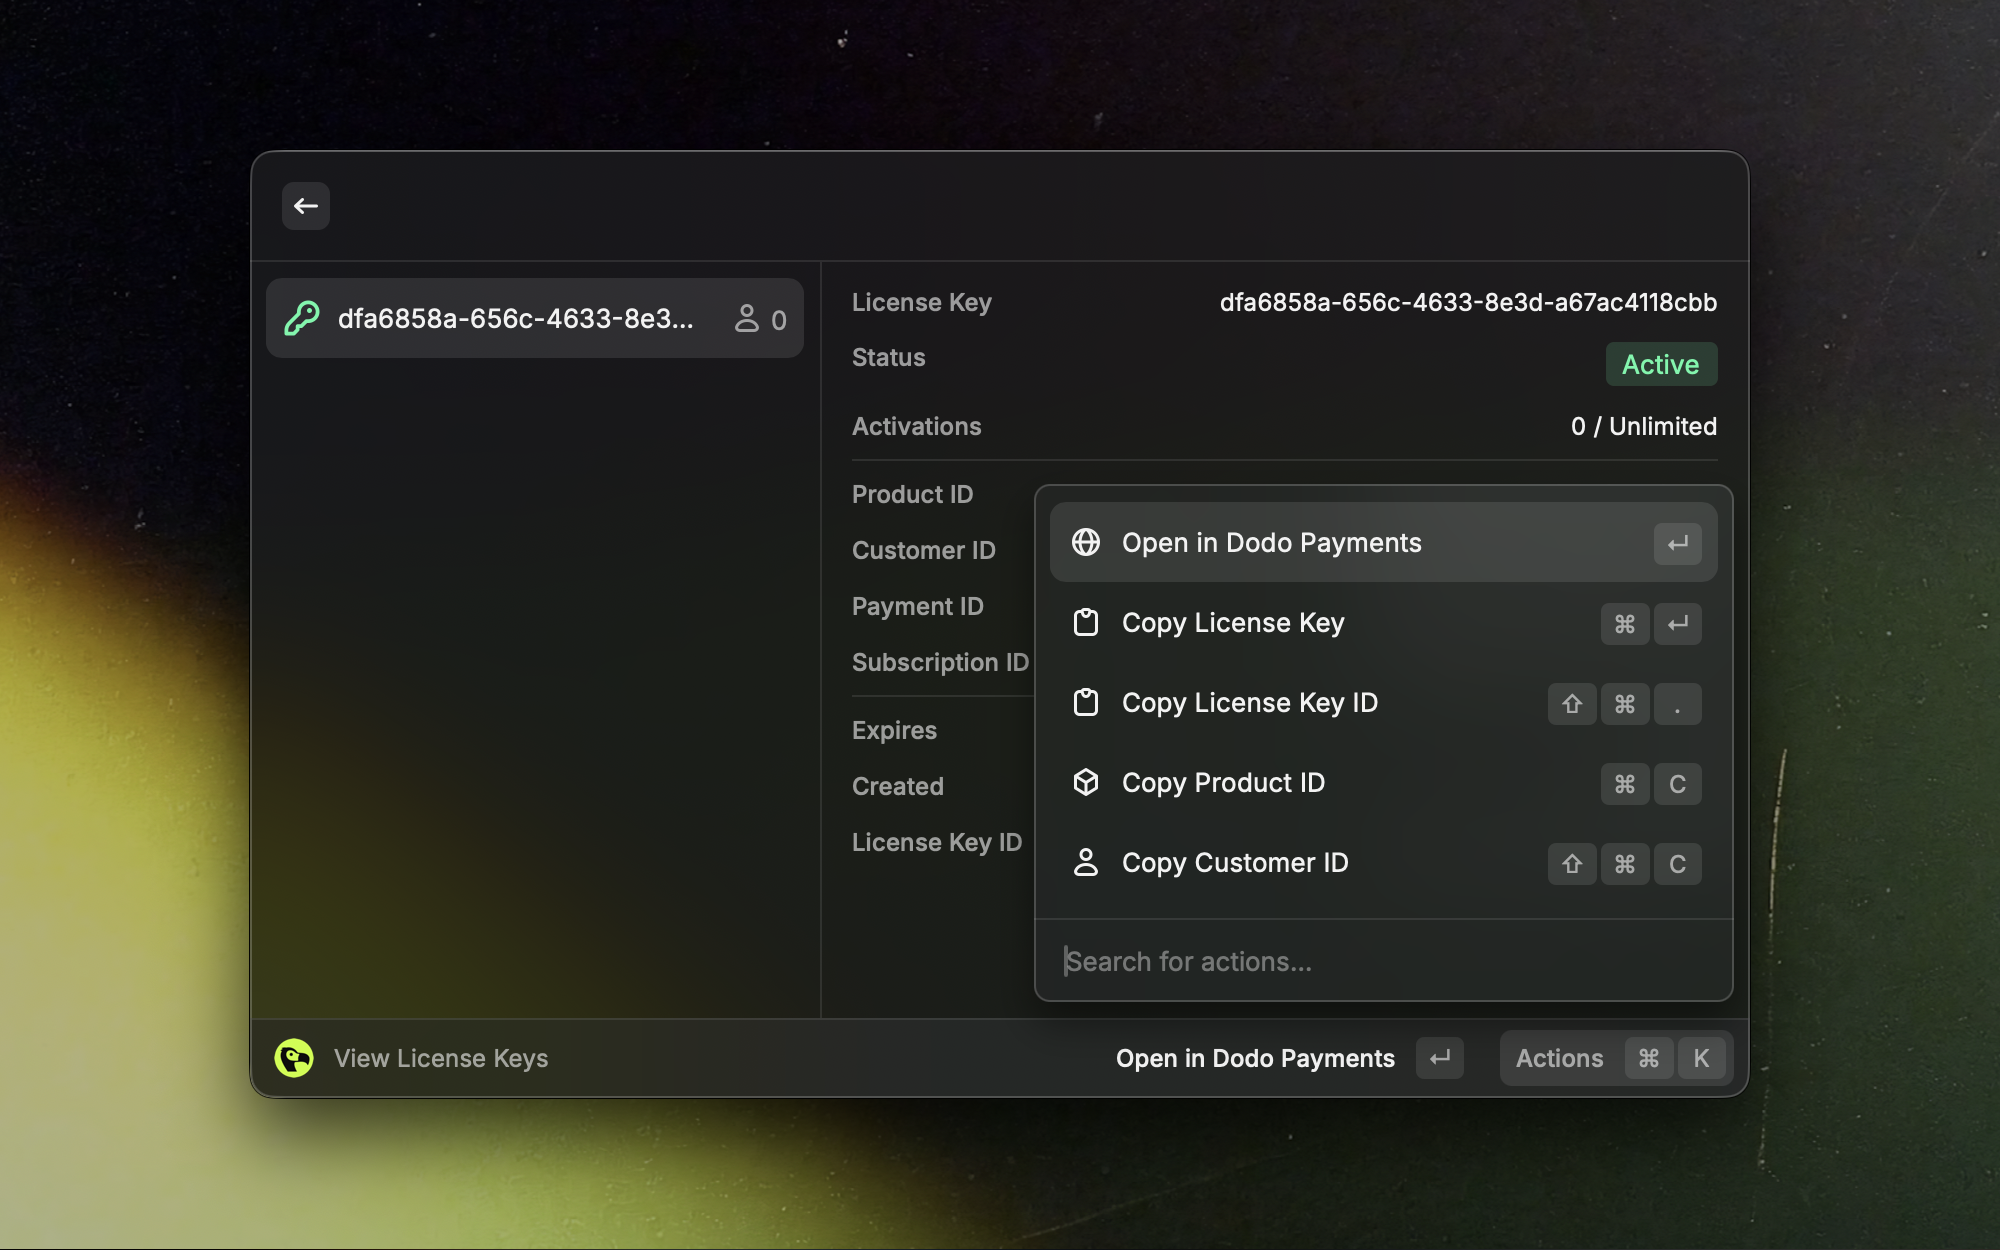 dfa6858a-656c-4633-8e3... 0
License Key dfa6858a-656c-4633-8e3d-a67ac4118cbb
Status Active
Activations 0 / Unlimited
Product ID
Customer ID
Payment ID
Subscription ID
Expires
Created
License Key ID
Open in Dodo Payments ↵
Copy License Key ⌘ ↵
Copy License Key ID ⇧ ⌘ .
Copy Product ID ⌘ C
Copy Customer ID ⇧ ⌘ C
Search for actions...
View License Keys
Open in Dodo Payments ↵
Actions ⌘ K